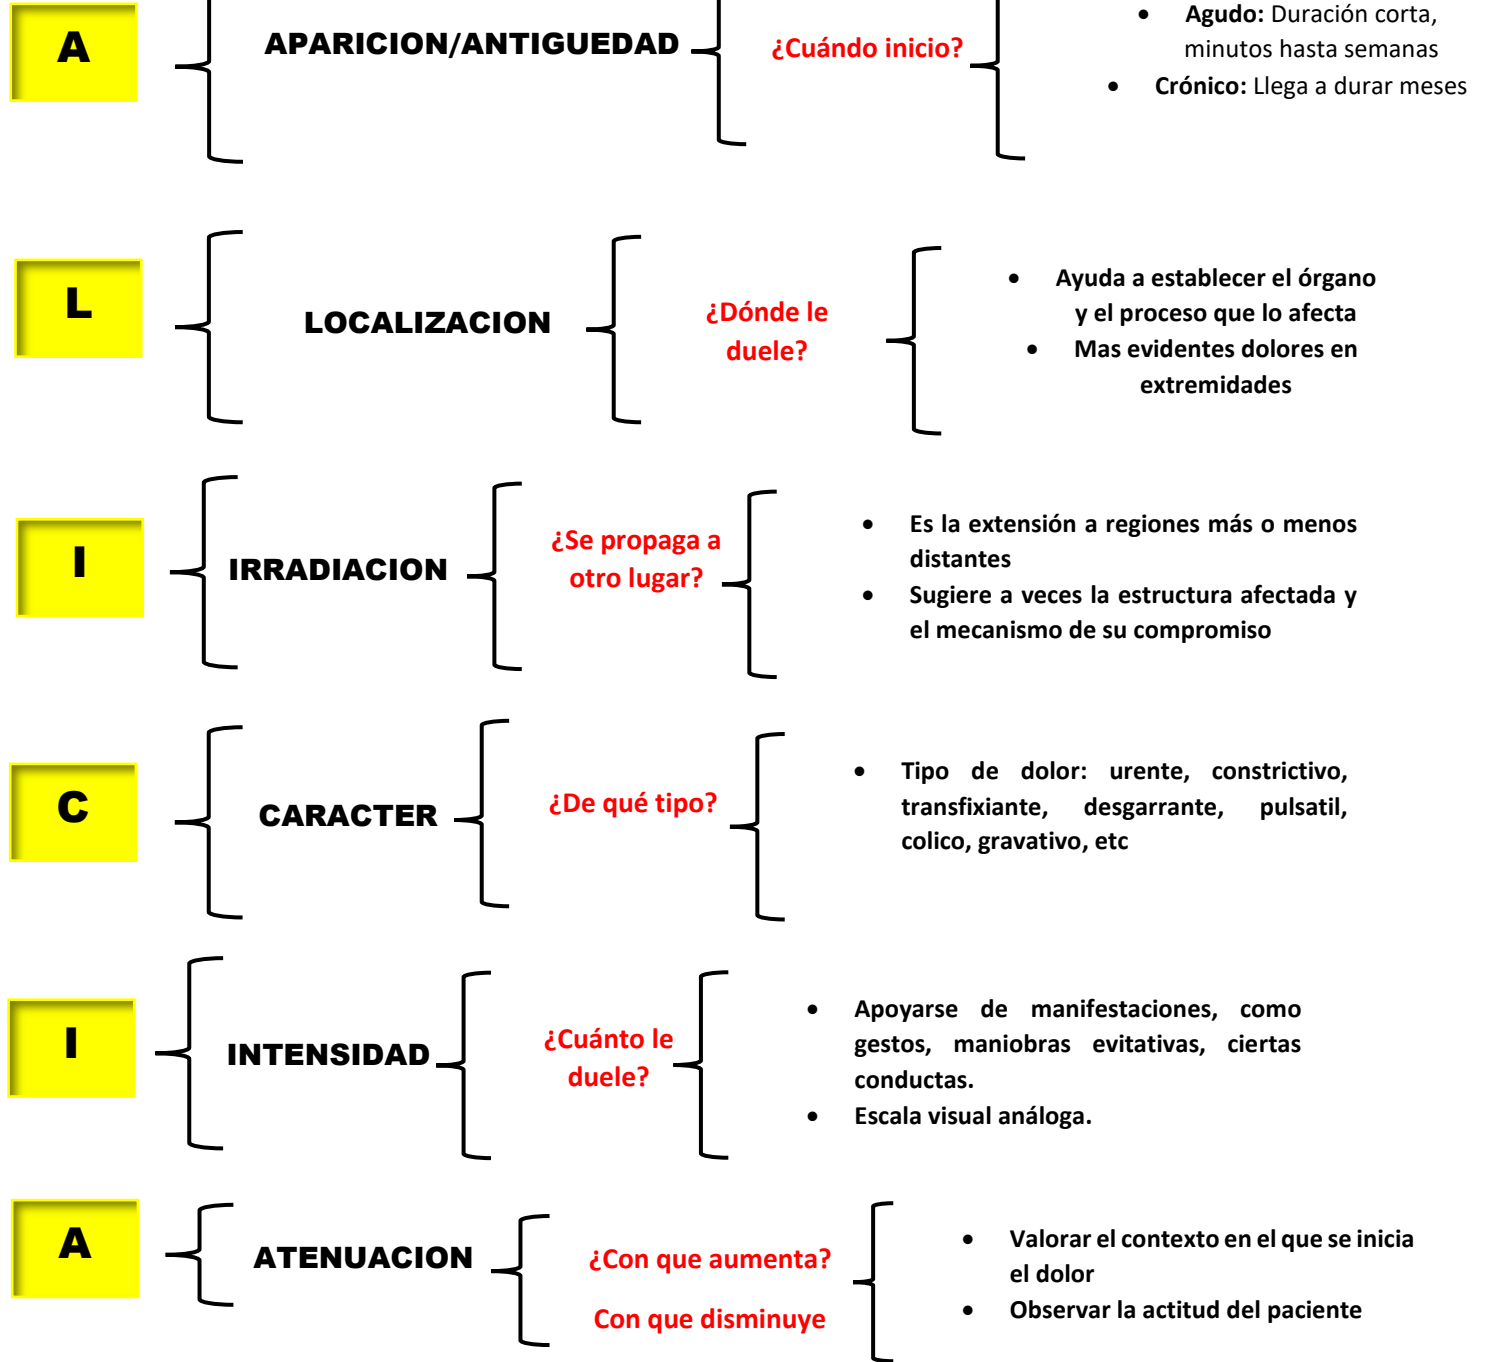 A
APARICION/ANTIGUEDAD
¿Cuándo inicio?
• Agudo: Duración corta,
minutos hasta semanas
• Crónico: Llega a durar meses
L
LOCALIZACION
¿Dónde le
duele?
• Ayuda a establecer el órgano
y el proceso que lo afecta
• Mas evidentes dolores en
extremidades
I
IRRADIACION
¿Se propaga a
otro lugar?
• Es la extensión a regiones más o menos
distantes
• Sugiere a veces la estructura afectada y
el mecanismo de su compromiso
C
CARACTER
¿De qué tipo?
• Tipo de dolor: urente, constrictivo,
transfixiante, desgarrante, pulsatil,
colico, gravativo, etc
I
INTENSIDAD
¿Cuánto le
duele?
• Apoyarse de manifestaciones, como
gestos, maniobras evitativas, ciertas
conductas.
• Escala visual análoga.
A
ATENUACION
¿Con que aumenta?
Con que disminuye
• Valorar el contexto en el que se inicia
el dolor
• Observar la actitud del paciente